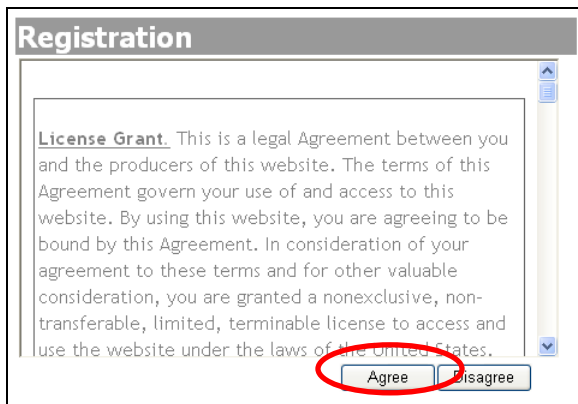 Registration
License Grant. This is a legal Agreement between you
and the producers of this website. The terms of this
Agreement govern your use of and access to this
website. By using this website, you are agreeing to be
bound by this Agreement. In consideration of your
agreement to these terms and for other valuable
consideration, you are granted a nonexclusive, non-
transferable, limited, terminable license to access and
use the website under the laws of the United States.
Agree Disagree